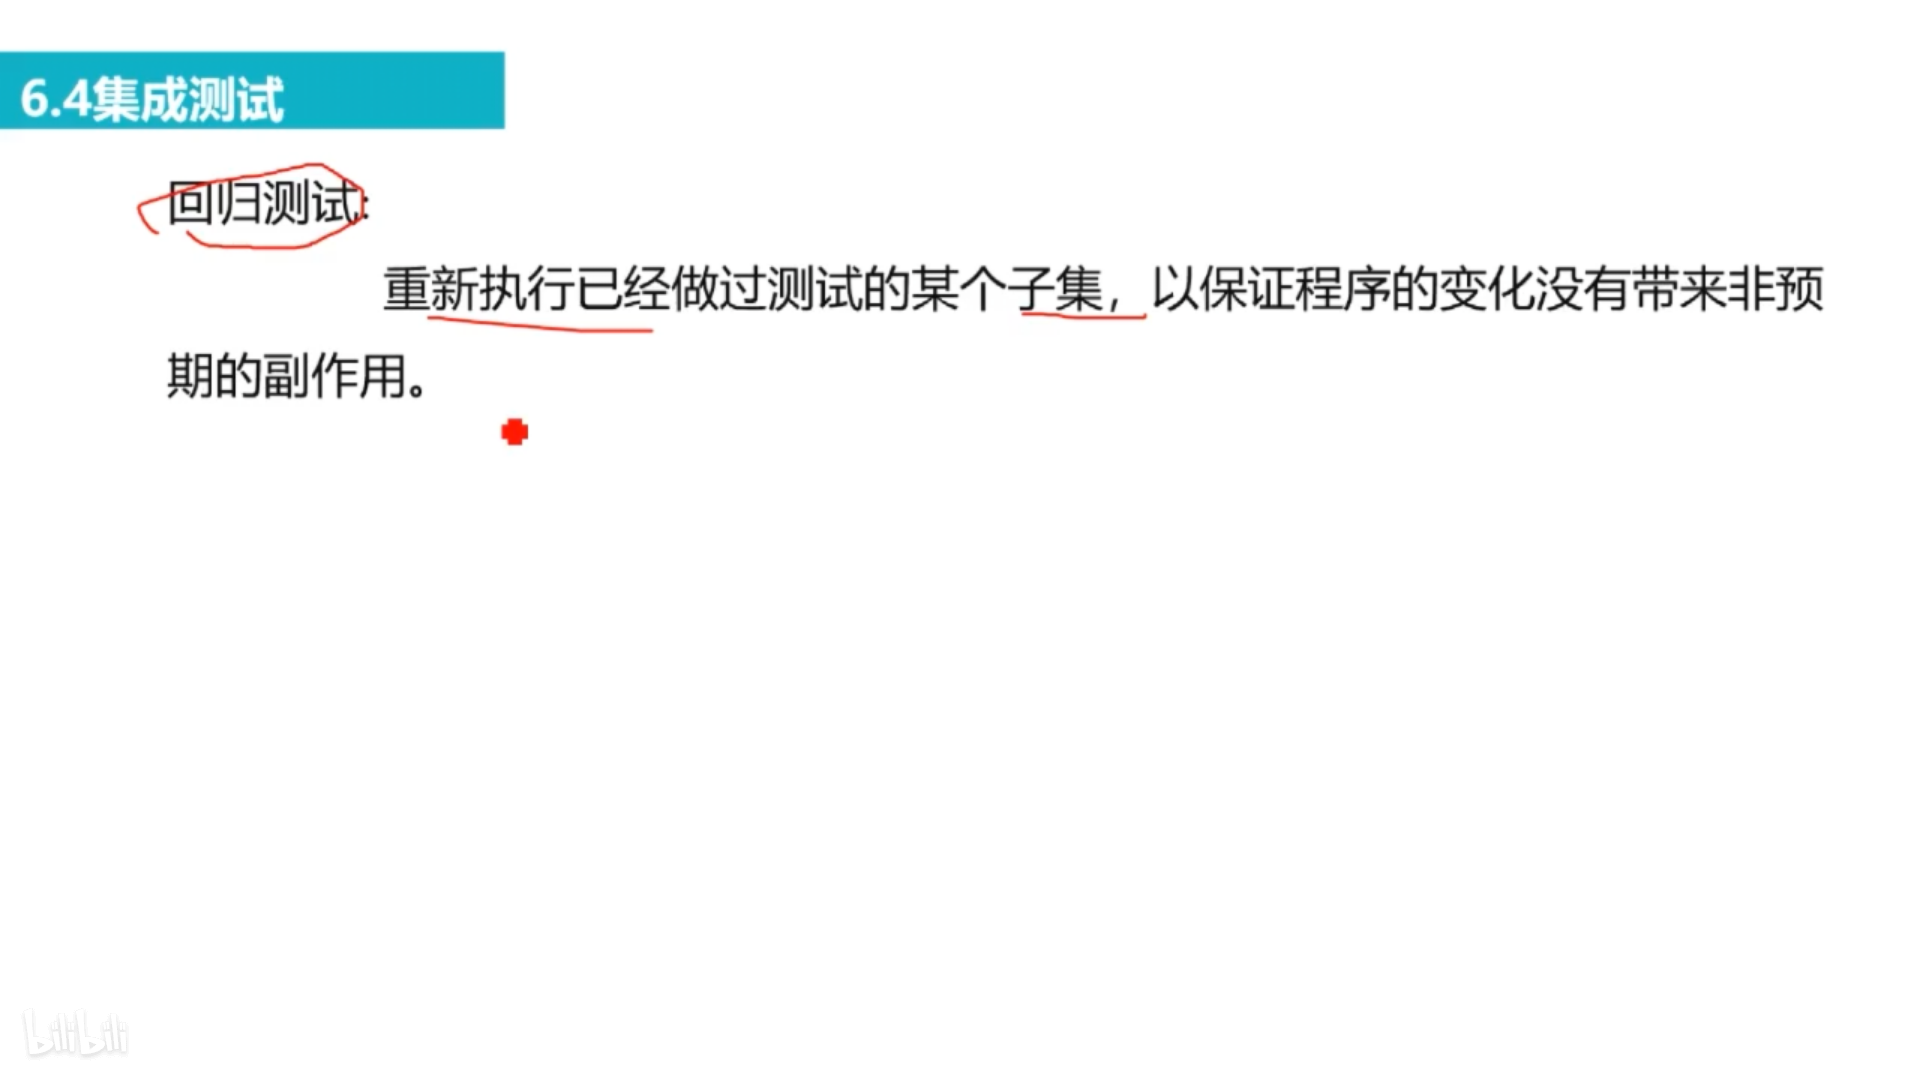 6.4集成测试
回归测试:
重新执行已经做过测试的某个子集，以保证程序的变化没有带来非预
期的副作用。
bilibili